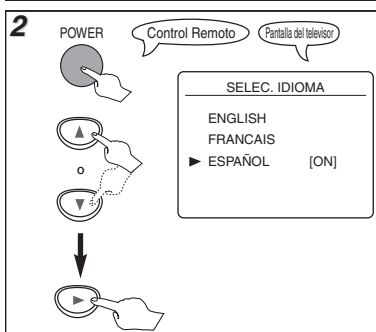 2
POWER
Control Remoto
Pantalla del televisor
SELEC. IDIOMA
ENGLISH
FRANCAIS
ESPAÑOL [ON]
o